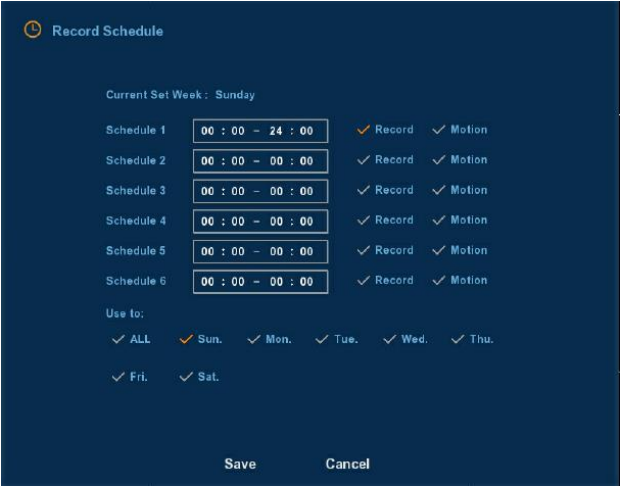 Record Schedule
Current Set Week : Sunday
Schedule 1 00 : 00 – 24 : 00 Record Motion
Schedule 2 00 : 00 – 00 : 00 Record Motion
Schedule 3 00 : 00 – 00 : 00 Record Motion
Schedule 4 00 : 00 – 00 : 00 Record Motion
Schedule 5 00 : 00 – 00 : 00 Record Motion
Schedule 6 00 : 00 – 00 : 00 Record Motion
Use to:
ALL Sun. Mon. Tue. Wed. Thu.
Fri. Sat.
Save Cancel